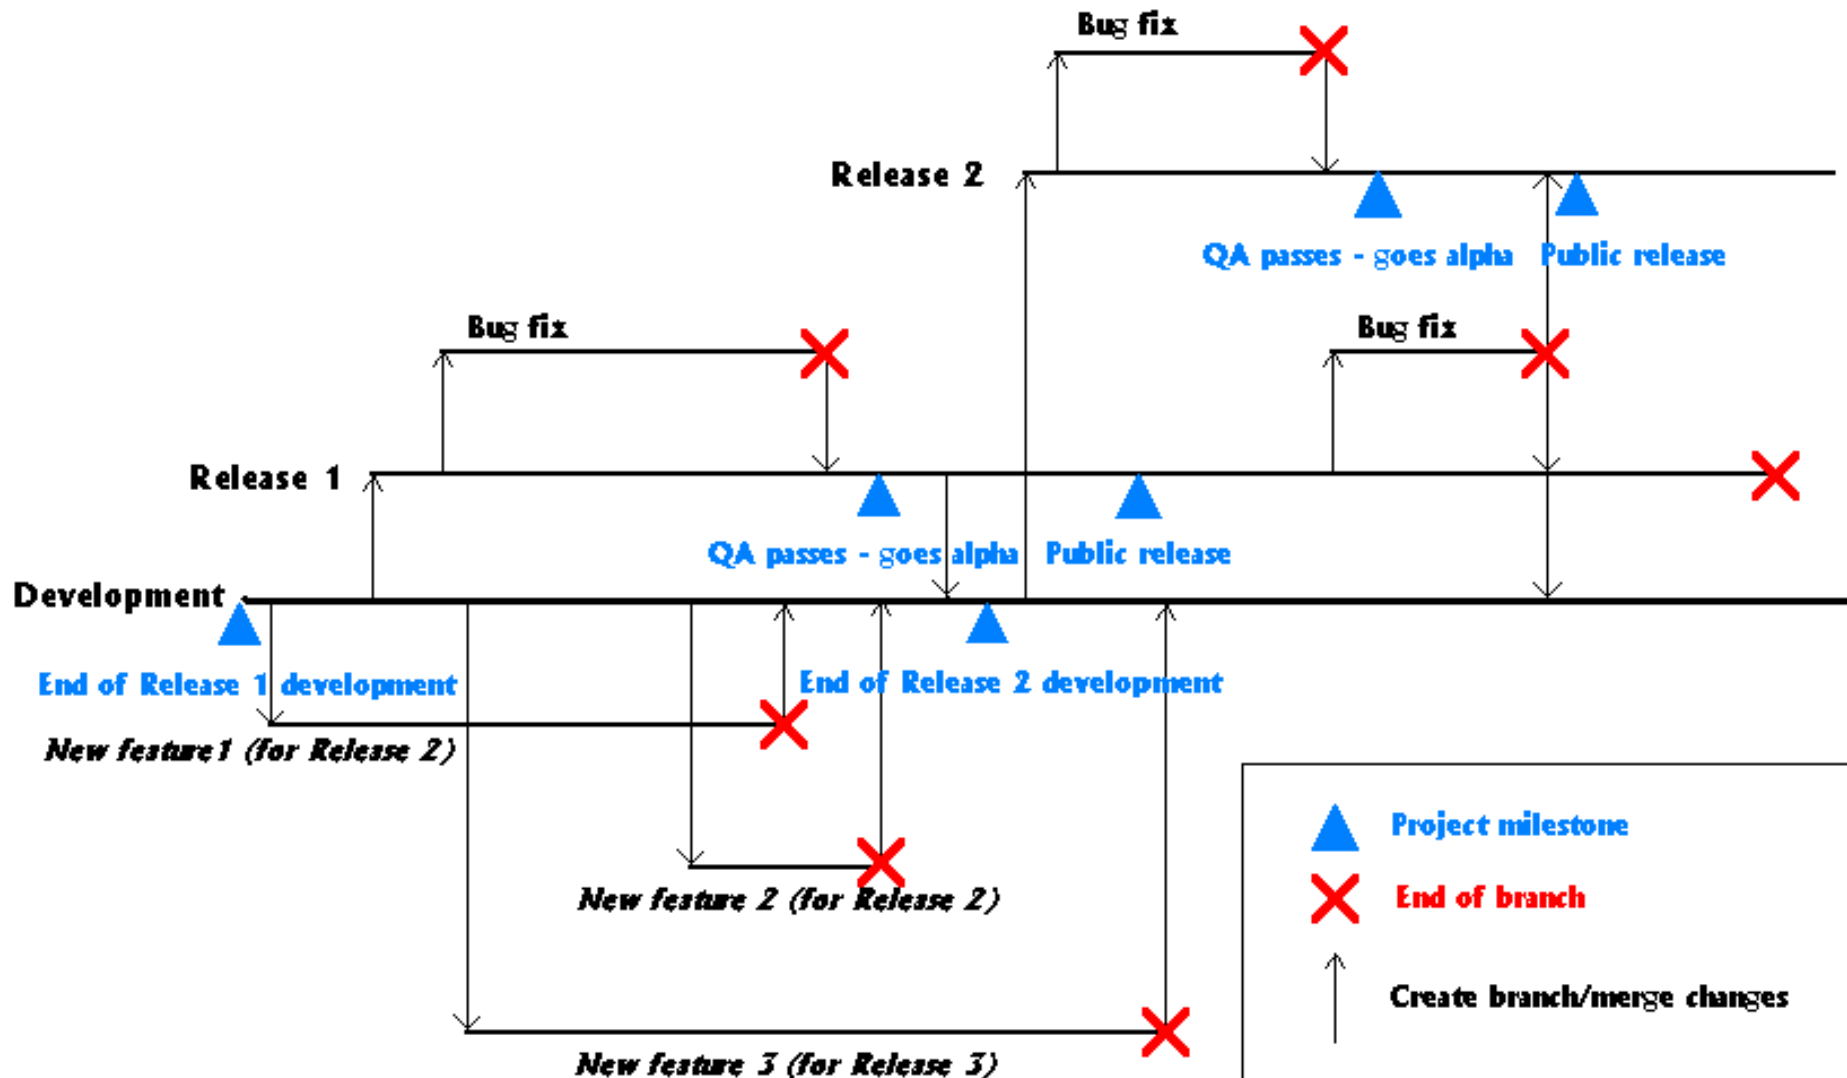 Bug fix
Release 2
QA passes - goes alpha
Public release
Bug fix
Bug fix
Release 1
QA passes - goes alpha
Public release
Development
End of Release 1 development
End of Release 2 development
New feature1 (for Release 2)
New feature 2 (for Release 2)
New feature 3 (for Release 3)
Project milestone
End of branch
Create branch/merge changes